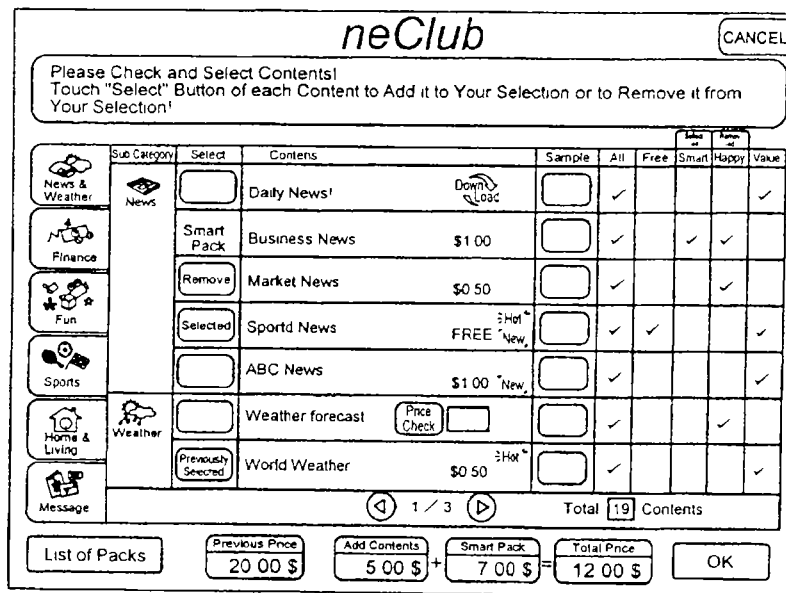 neClub
CANCEL
Please Check and Select Contents!
Touch "Select" Button of each Content to Add it to Your Selection or to Remove it from
Your Selection!
Sub Category Select Contens Sample All Free Smart Happy Value
Select
-ed
Remov
-ed
News &
Weather
Finance
Fun
Sports
Home &
Living
Message
News
Daily News!
Down
Load
Smart
Pack
Business News $1 00
Remove Market News $0 50
Selected Sportd News FREE Hot
New
ABC News $1 00 New
Weather
Weather forecast Price
Check
Previously
Selected
World Weather $0 50 Hot
1 / 3
Total 19 Contents
List of Packs
Previous Price
20 00 $
Add Contents
5 00 $
+
Smart Pack
7 00 $
=
Total Price
12 00 $
OK